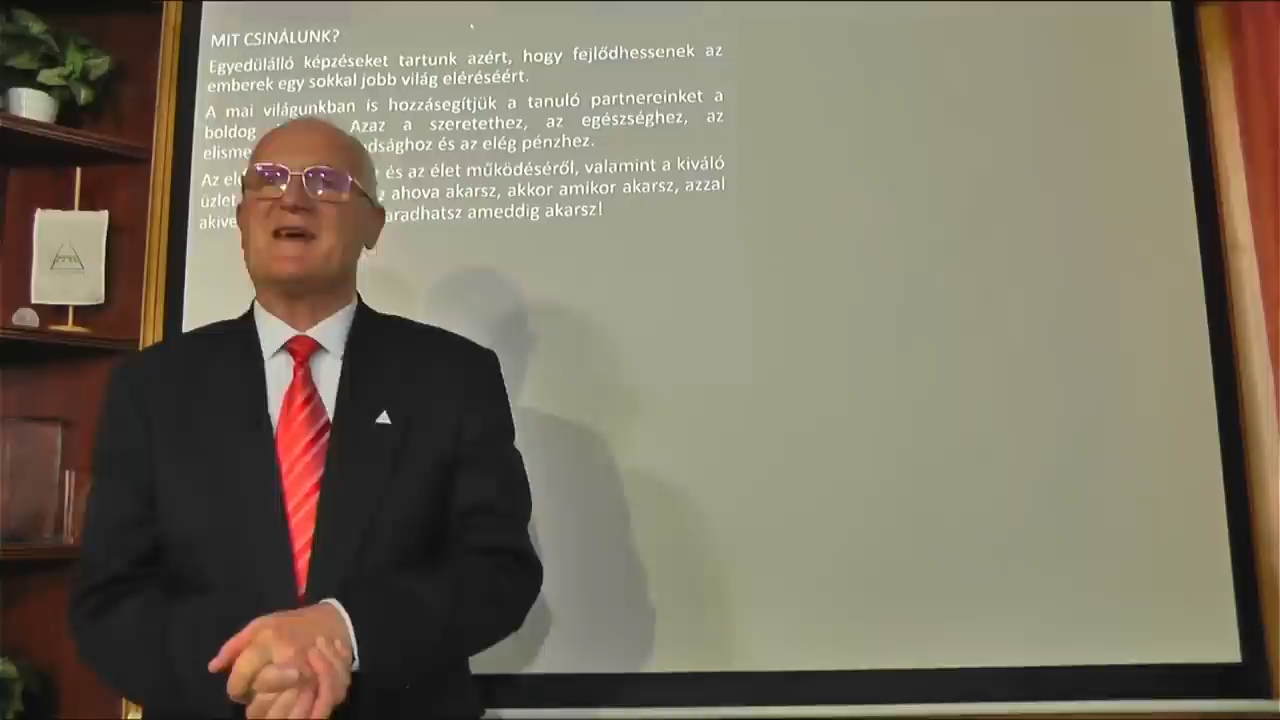 MIT CSINÁLUNK?
Egyedülálló képzéseket tartunk azért, hogy fejlődhessenek az
emberek egy sokkal jobb világ eléréséért.
A mai világunkban is hozzásegítjük a tanuló partnereinket a
boldog Azaz a szeretethez, az egészséghez, az
elisme dsághoz és az elég pénzhez.
Az és az élet működéséről, valamint a kiváló
üzlet ahova akarsz, akkor amikor akarsz, azzal
akive aradhatsz ameddig akarsz!